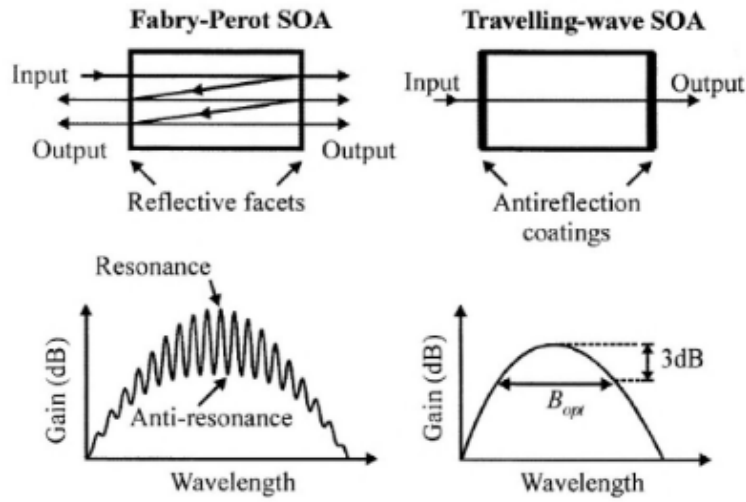 Fabry-Perot SOA
Input
Output
Output
Reflective facets
Travelling-wave SOA
Input
Output
Antireflection
coatings
Resonance
Anti-resonance
Gain (dB)
Wavelength
3dB
B_opt
Gain (dB)
Wavelength